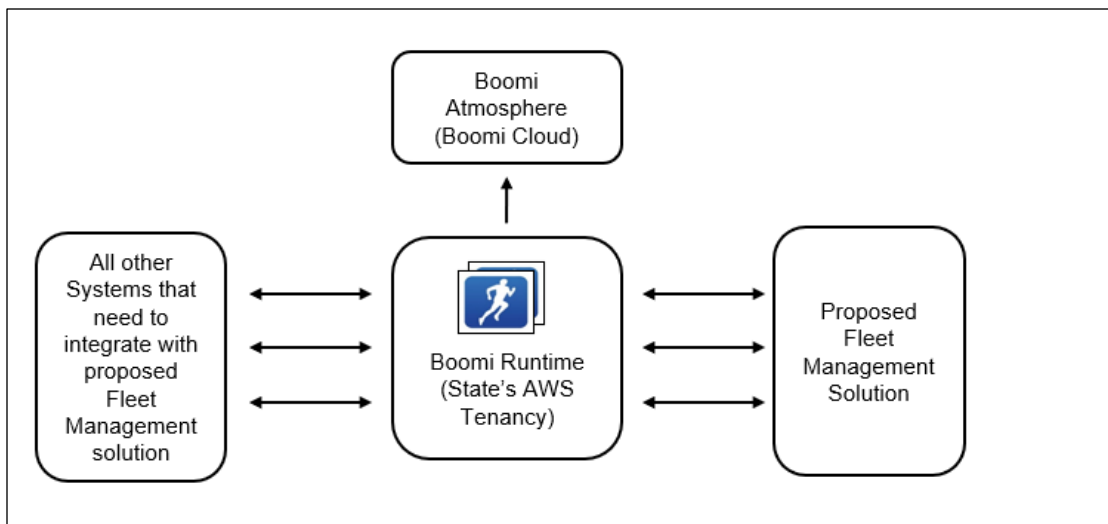 Boomi
Atmosphere
(Boomi Cloud)
All other
Systems that
need to
integrate with
proposed
Fleet
Management
solution
Boomi Runtime
(State's AWS
Tenancy)
Proposed
Fleet
Management
Solution